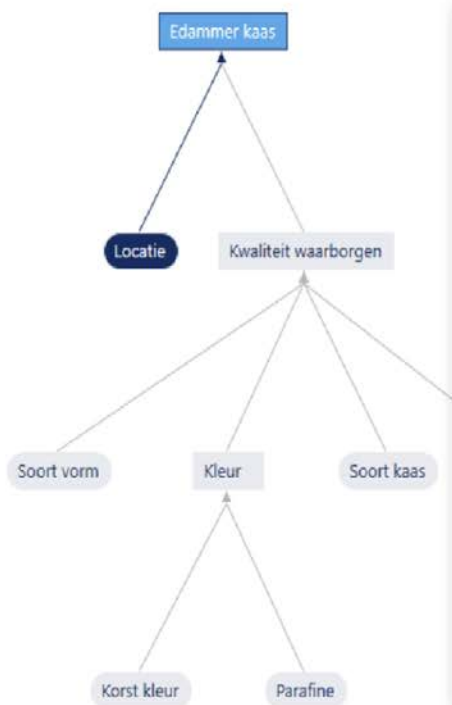 Edammer kaas
Locatie
Kwaliteit waarborgen
Soort vorm
Kleur
Soort kaas
Korst kleur
Parafine